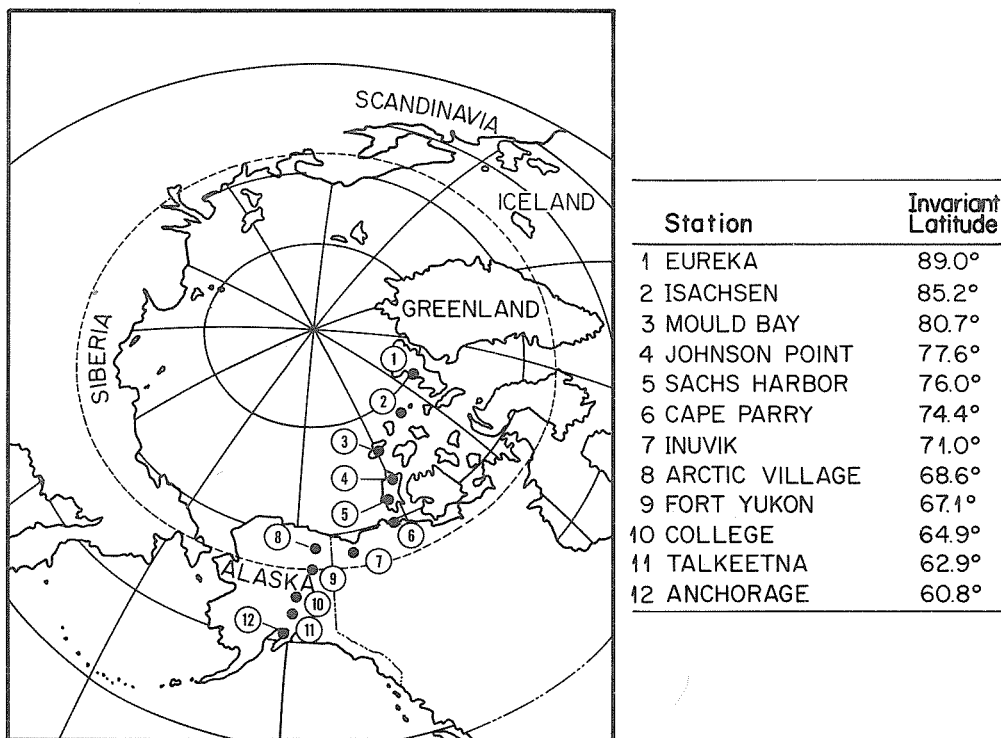 SCANDINAVIA
ICELAND
GREENLAND
SIBERIA
ALASKA
1
2
3
4
5
6
7
8
9
10
11
12
Station Invariant Latitude
1 EUREKA 89.0°
2 ISACHSEN 85.2°
3 MOULD BAY 80.7°
4 JOHNSON POINT 77.6°
5 SACHS HARBOR 76.0°
6 CAPE PARRY 74.4°
7 INUVIK 71.0°
8 ARCTIC VILLAGE 68.6°
9 FORT YUKON 67.1°
10 COLLEGE 64.9°
11 TALKEETNA 62.9°
12 ANCHORAGE 60.8°